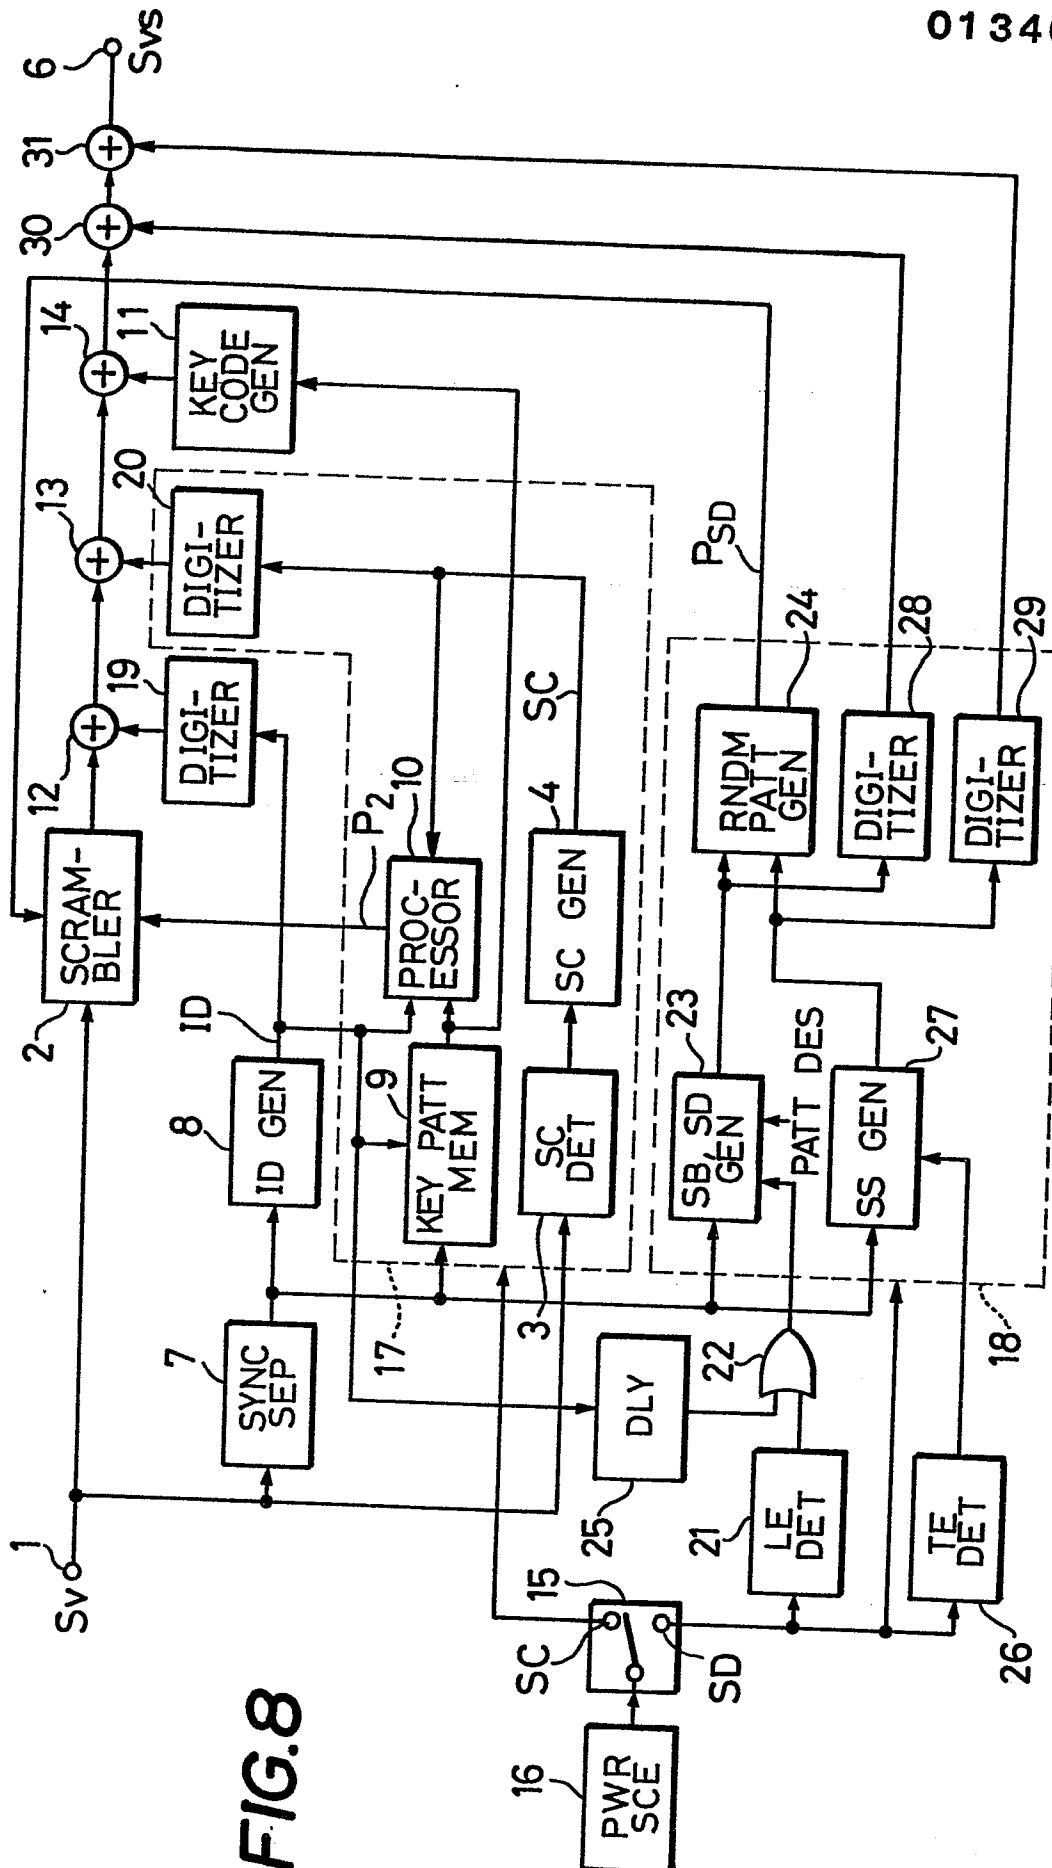 0134
FIG.8
Sv
1
2
SCRAM-
BLER
12
+
13
+
14
+
30
+
31
+
6
Svs
7
SYNC
SEP
8
ID GEN
ID
19
DIGI-
TIZER
20
DIGI-
TIZER
11
KEY
CODE
GEN
17
9
KEY PATT
MEM
P2
10
PROC-
ESSOR
3
SC
DET
4
SC GEN
SC
16
PWR
SCE
15
SC
SD
25
DLY
22
21
LE
DET
26
TE
DET
18
23
SB, SD
GEN
PATT DES
27
SS GEN
24
RNDM
PATT
GEN
PSD
28
DIGI-
TIZER
29
DIGI-
TIZER